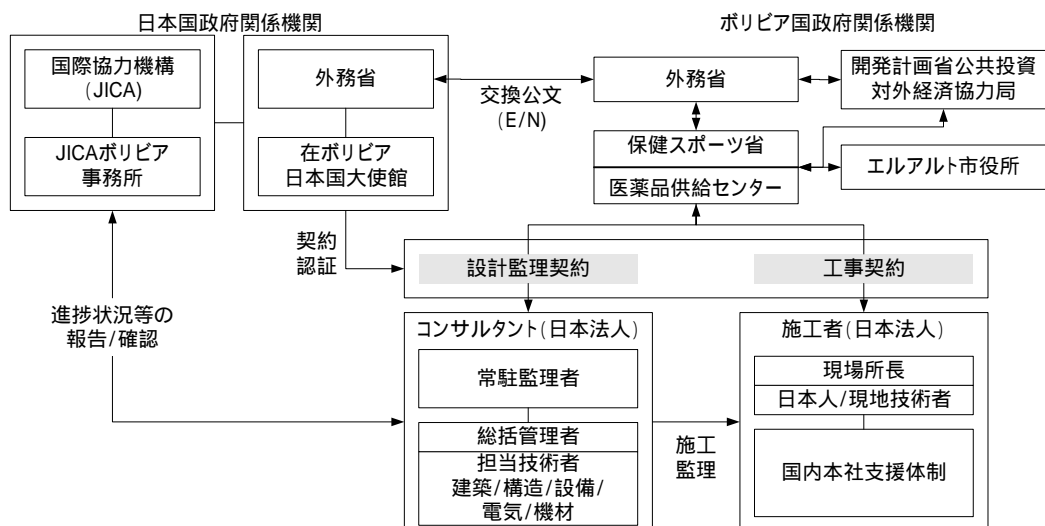 日本国政府関係機関
ボリビア国政府関係機関
国際協力機構
(JICA)
JICAボリビア
事務所
外務省
在ボリビア
日本国大使館
交換公文
(E/N)
外務省
開発計画省公共投資
対外経済協力局
保健スポーツ省
医薬品供給センター
エルアルト市役所
契約
認証
設計監理契約
工事契約
進捗状況等の
報告/確認
コンサルタント(日本法人)
常駐監理者
総括管理者
担当技術者
建築/構造/設備/
電気/機材
施工
監理
施工者(日本法人)
現場所長
日本人/現地技術者
国内本社支援体制